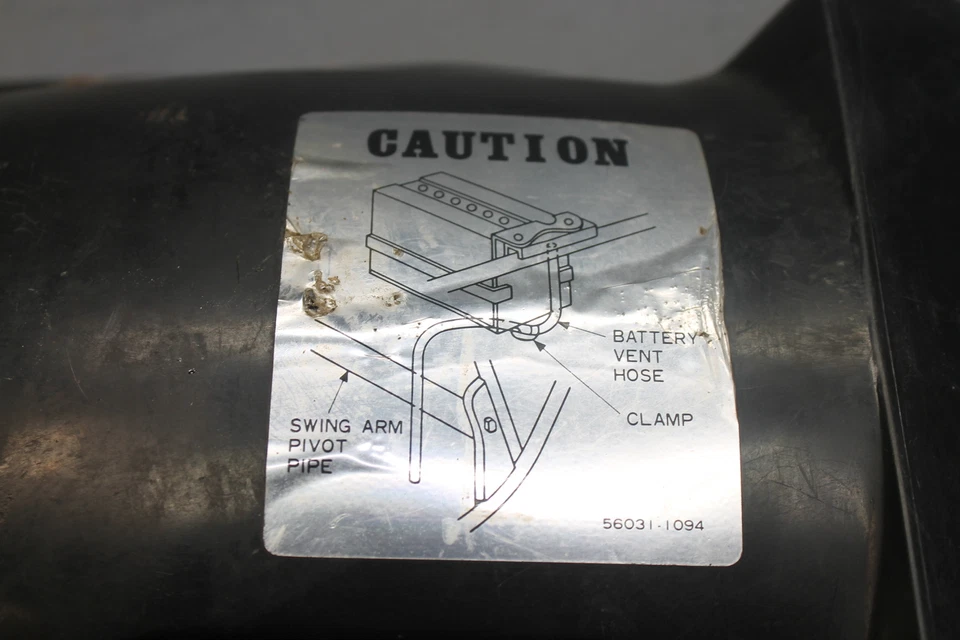 CAUTION
BATTERY
VENT
HOSE
CLAMP
SWING ARM
PIVOT
PIPE
56031-1094